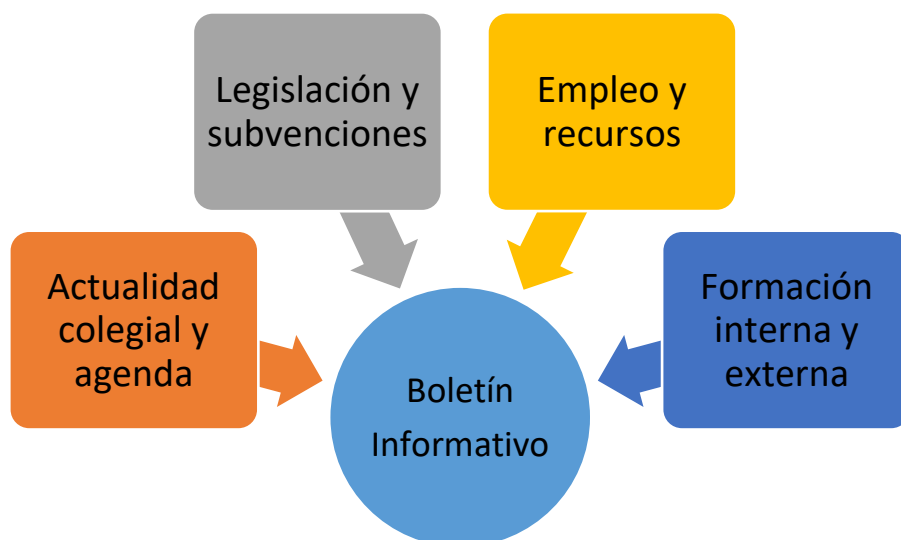 Legislación y
subvenciones
Empleo y
recursos
Actualidad
colegial y
agenda
Formación
interna y
externa
Boletín
Informativo